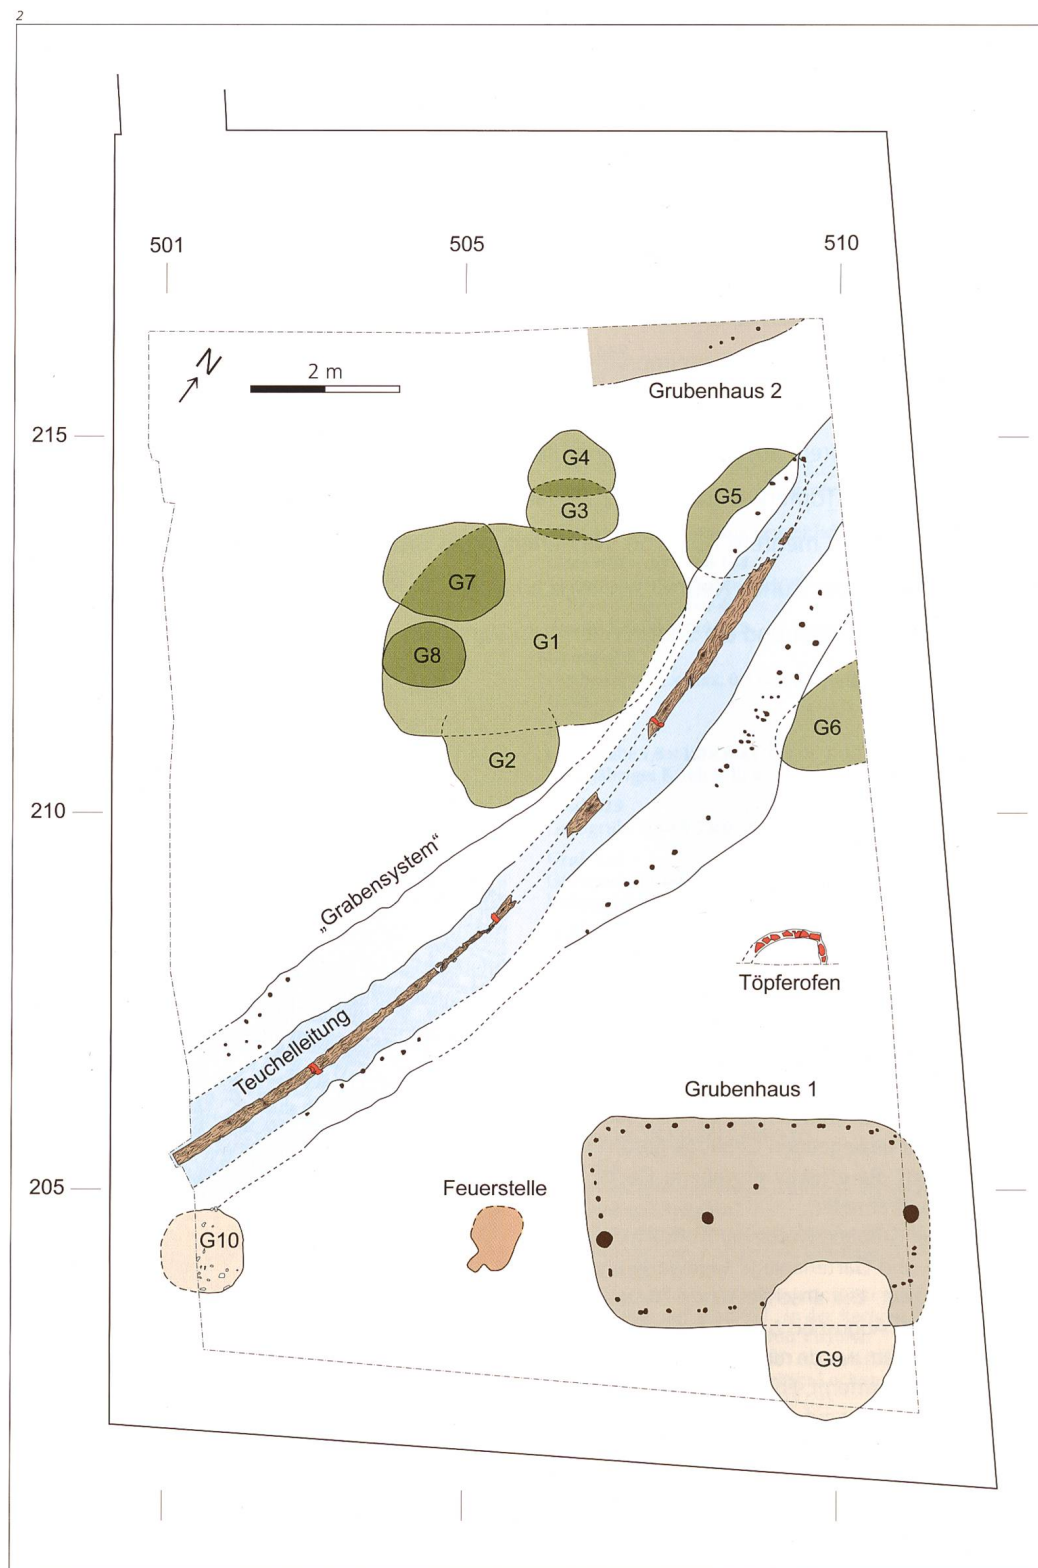 2
501
505
510
N
2 m
Grubenhaus 2
215
G4
G5
G3
G7
G8
G1
G6
G2
210
„Grabensystem“
Töpferofen
Teuchelleitung
Grubenhaus 1
205
Feuerstelle
G10
G9